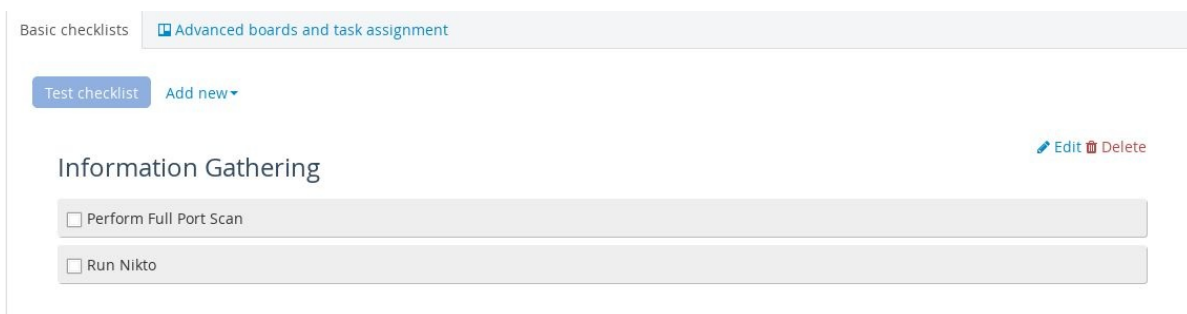 Basic checklists Advanced boards and task assignment
Test checklist Add new
Edit Delete
Information Gathering
Perform Full Port Scan
Run Nikto